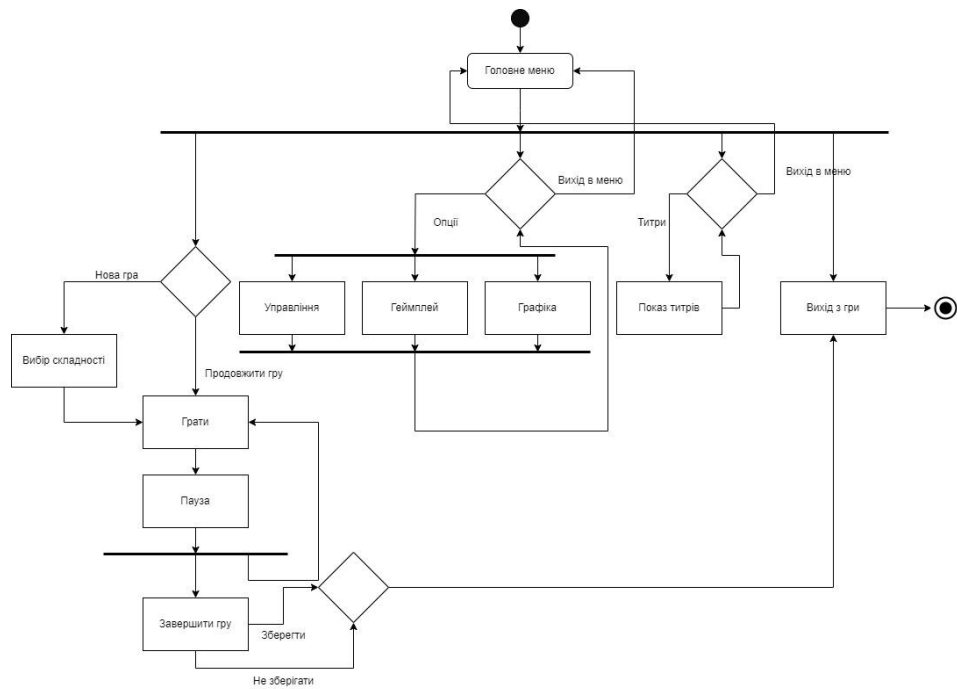 Головне меню
Вихід в меню
Вихід в меню
Опції
Титри
Нова гра
Управління
Геймплей
Графіка
Показ титрів
Вихід з гри
Вибір складності
Продовжити гру
Грати
Пауза
Завершити гру
Зберегти
Не зберігати